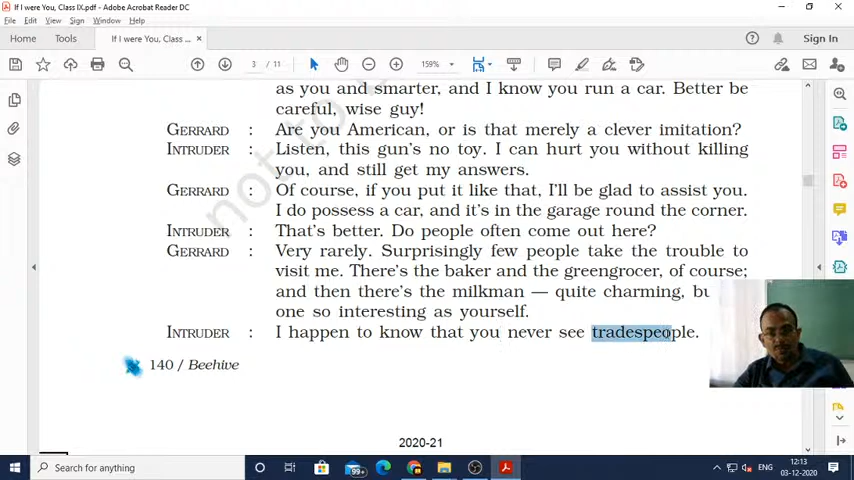 If I were You, Class IX.pdf - Adobe Acrobat Reader DC
File Edit View Sign Window Help
Home Tools If I were You, Class ... × Sign In
3 / 11 159%
as you and smarter, and I know you run a car. Better be
careful, wise guy!
GERRARD : Are you American, or is that merely a clever imitation?
INTRUDER : Listen, this gun's no toy. I can hurt you without killing
you, and still get my answers.
GERRARD : Of course, if you put it like that, I'll be glad to assist you.
I do possess a car, and it's in the garage round the corner.
INTRUDER : That's better. Do people often come out here?
GERRARD : Very rarely. Surprisingly few people take the trouble to
visit me. There's the baker and the greengrocer, of course;
and then there's the milkman — quite charming, bu
one so interesting as yourself.
INTRUDER : I happen to know that you never see tradespeople.
140 / Beehive
2020-21
not to
Search for anything
99+
ENG
12:13
03-12-2020